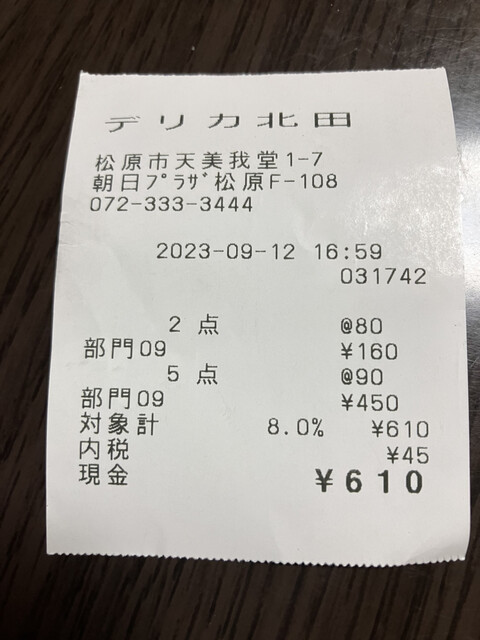 デリカ北田
松原市天美我堂1-7
朝日ﾌﾟﾗｻﾞ松原F-108
072-333-3444
2023-09-12 16:59
031742
2点 @80
部門09 ¥160
5点 @90
部門09 ¥450
対象計 8.0% ¥610
内税 ¥45
現金 ¥610